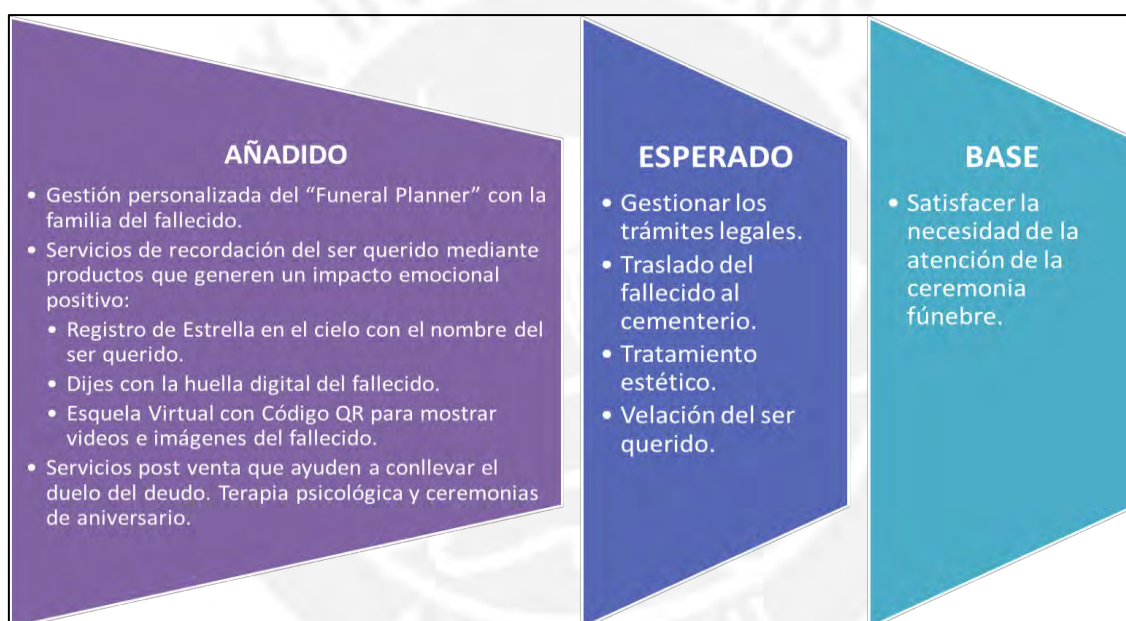 AÑADIDO
• Gestión personalizada del “Funeral Planner” con la
familia del fallecido.
• Servicios de recordación del ser querido mediante
productos que generen un impacto emocional
positivo:
• Registro de Estrella en el cielo con el nombre del
ser querido.
• Dijes con la huella digital del fallecido.
• Esquela Virtual con Código QR para mostrar
videos e imágenes del fallecido.
• Servicios post venta que ayuden a conllevar el
duelo del deudo. Terapia psicológica y ceremonias
de aniversario.
ESPERADO
• Gestionar los
trámites legales.
• Traslado del
fallecido al
cementerio.
• Tratamiento
estético.
• Velación del ser
querido.
BASE
• Satisfacer la
necesidad de la
atención de la
ceremonia
fúnebre.